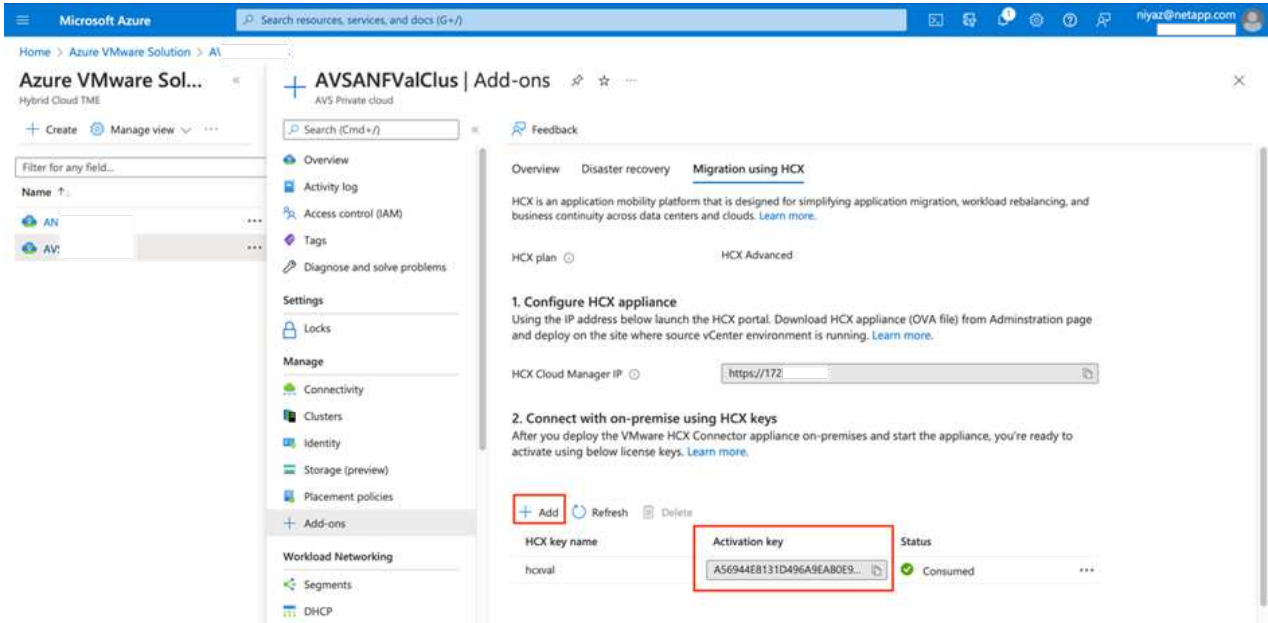 Microsoft Azure
Search resources, services, and docs (G+/)
1
niyaz@netapp.com
Home > Azure VMware Solution >
Azure VMware Sol...
Hybrid Cloud TME
Create
Manage view
Filter for any field...
Name ↑↓
AN
AVS
AVSANFValClus | Add-ons
AVS Private cloud
Search (Cmd+/)
Overview
Activity log
Access control (IAM)
Tags
Diagnose and solve problems
Settings
Locks
Manage
Connectivity
Clusters
Identity
Storage (preview)
Placement policies
Add-ons
Workload Networking
Segments
DHCP
Feedback
Overview Disaster recovery Migration using HCX
HCX is an application mobility platform that is designed for simplifying application migration, workload rebalancing, and
business continuity across data centers and clouds. Learn more.
HCX plan HCX Advanced
1. Configure HCX appliance
Using the IP address below launch the HCX portal. Download HCX appliance (OVA file) from Adminstration page
and deploy on the site where source vCenter environment is running. Learn more.
HCX Cloud Manager IP https://172
2. Connect with on-premise using HCX keys
After you deploy the VMware HCX Connector appliance on-premises and start the appliance, you're ready to
activate using below license keys. Learn more.
Add Refresh Delete
HCX key name Activation key Status
hcxval A56944E8131D496A9EAB0E9... Consumed